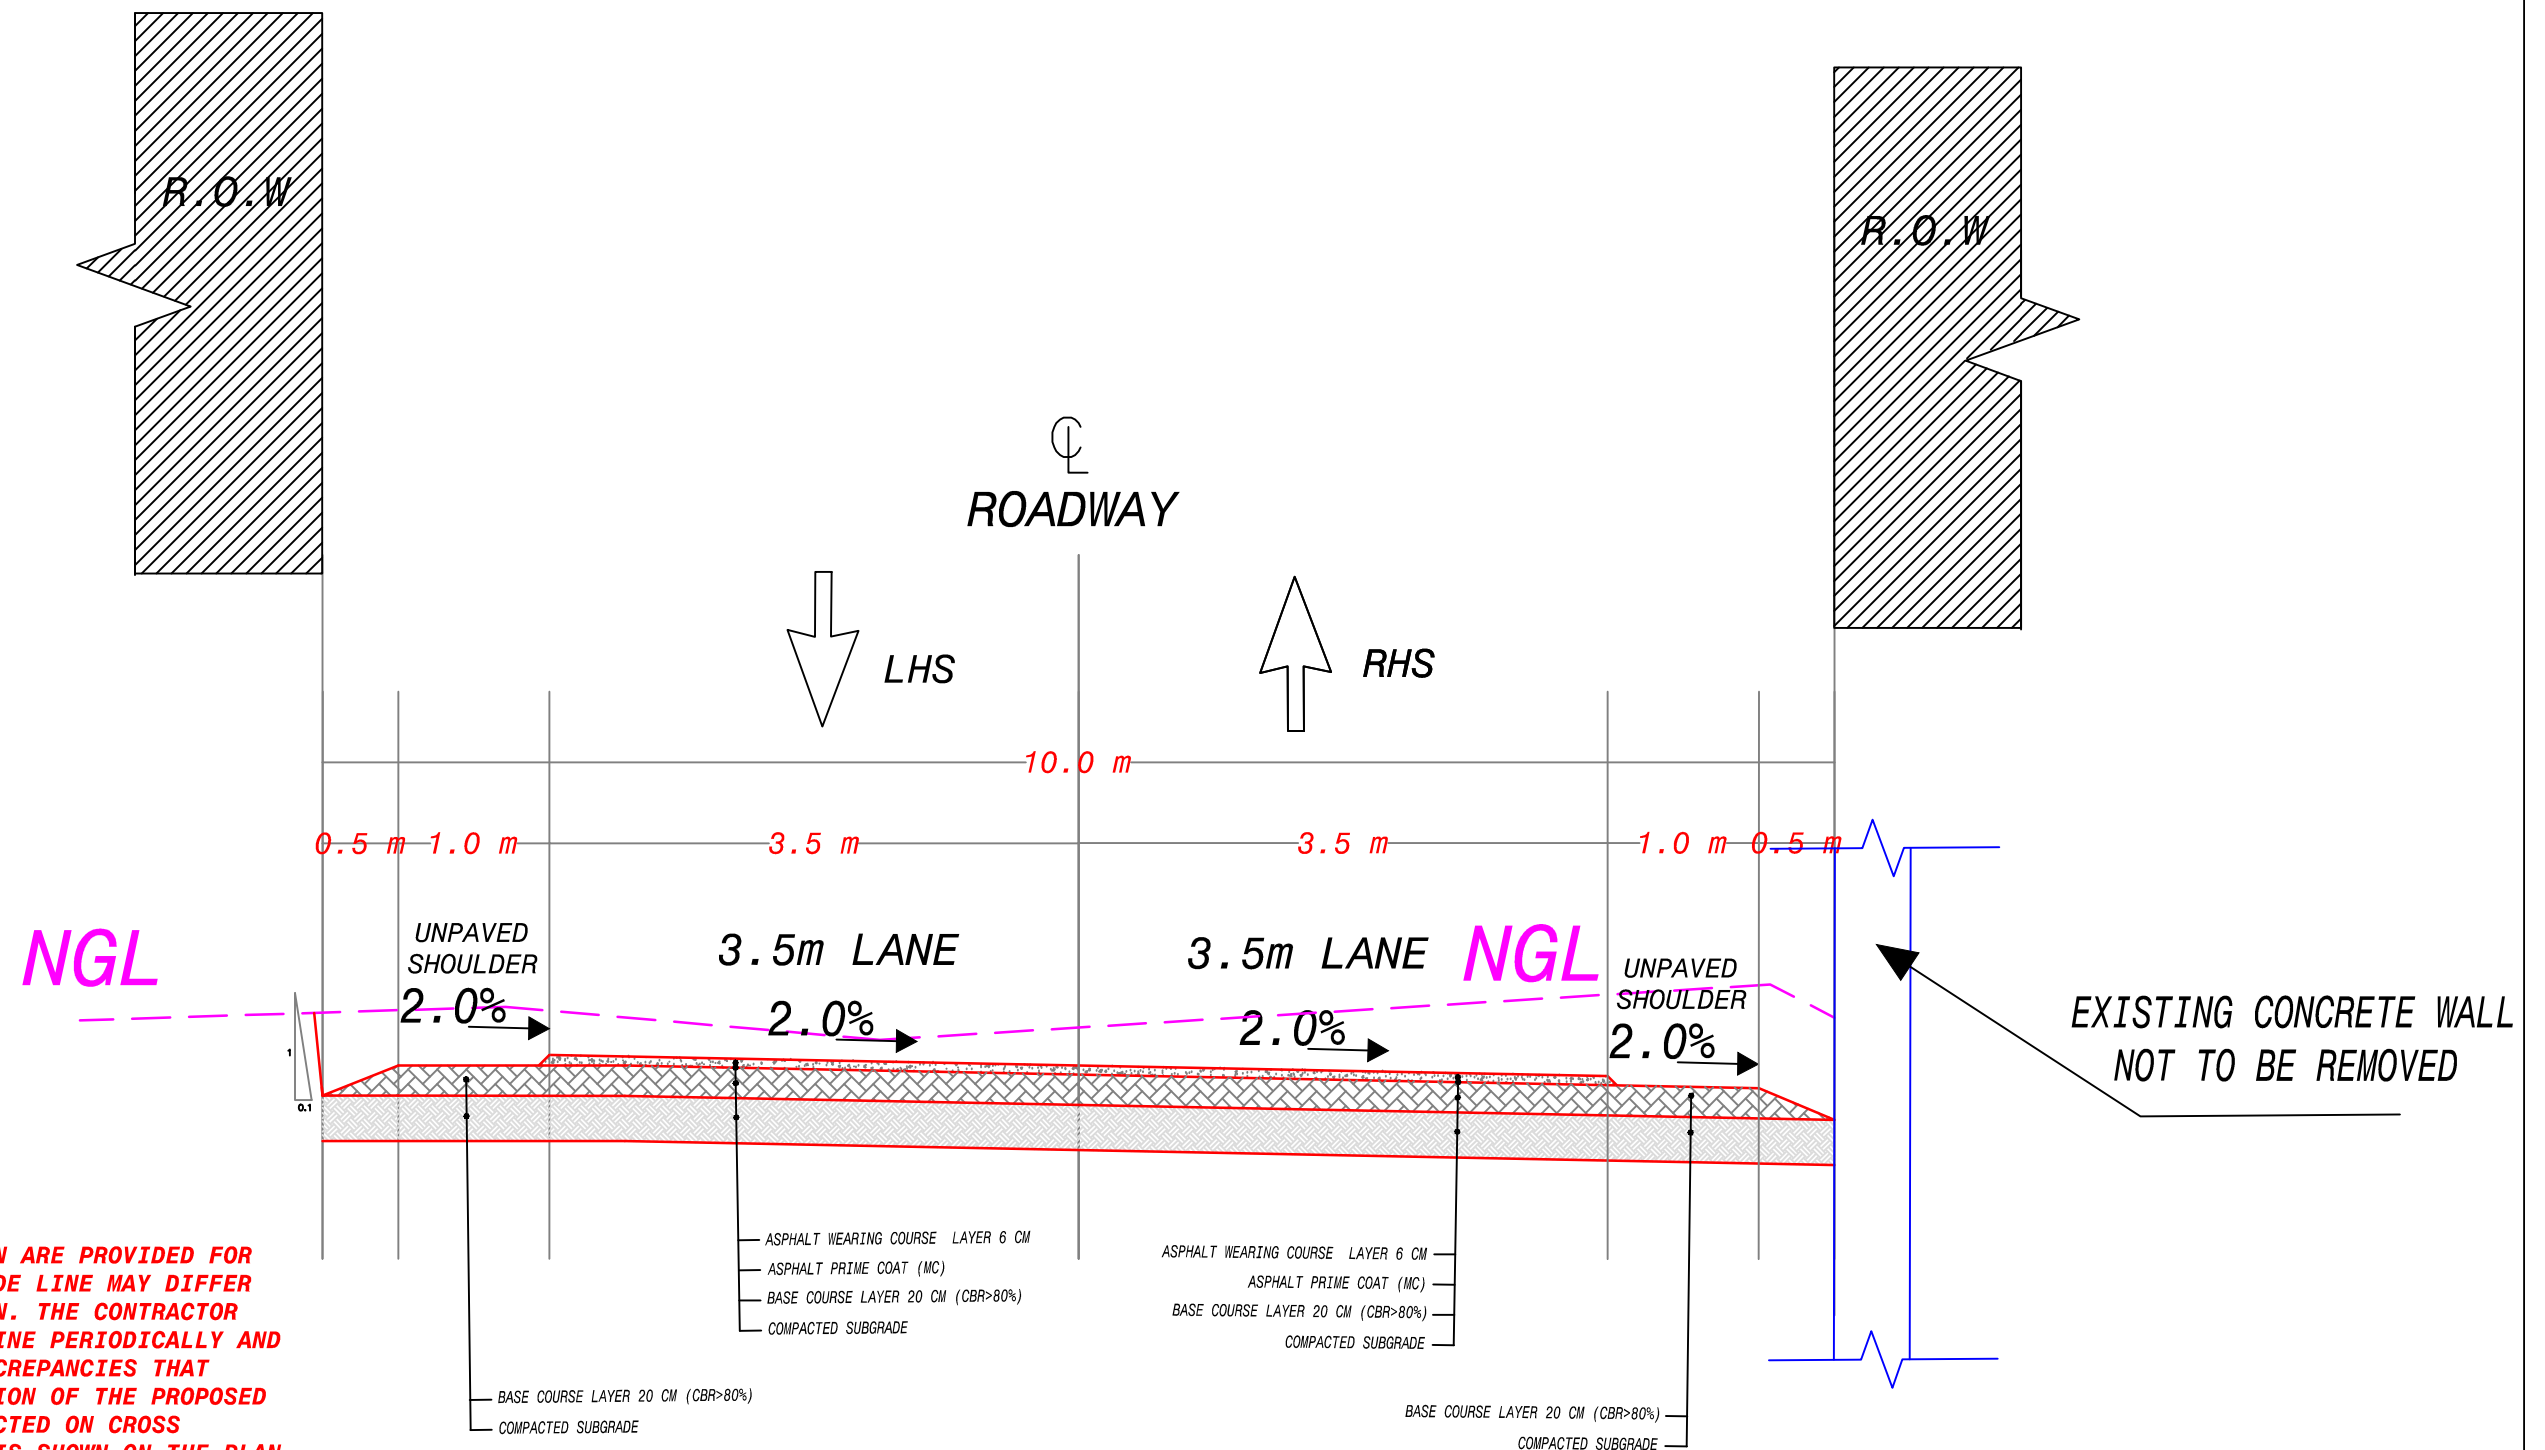 R.O.W
R.O.W
ROADWAY
LHS
RHS
10.0 m
0.5 m
1.0 m
3.5 m
3.5 m
1.0 m
0.5 m
NGL
UNPAVED
SHOULDER
2.0%
3.5m LANE
2.0%
3.5m LANE
2.0%
NGL
UNPAVED
SHOULDER
2.0%
EXISTING CONCRETE WALL
NOT TO BE REMOVED
1
0.1
ASPHALT WEARING COURSE LAYER 6 CM
ASPHALT PRIME COAT (MC)
BASE COURSE LAYER 20 CM (CBR>80%)
COMPACTED SUBGRADE
ASPHALT WEARING COURSE LAYER 6 CM
ASPHALT PRIME COAT (MC)
BASE COURSE LAYER 20 CM (CBR>80%)
COMPACTED SUBGRADE
BASE COURSE LAYER 20 CM (CBR>80%)
COMPACTED SUBGRADE
BASE COURSE LAYER 20 CM (CBR>80%)
COMPACTED SUBGRADE
ARE PROVIDED FOR
LINE MAY DIFFER
THE CONTRACTOR
PERIODICALLY AND
THAT
OF THE PROPOSED
ON CROSS
IS SHOWN ON THE PLAN